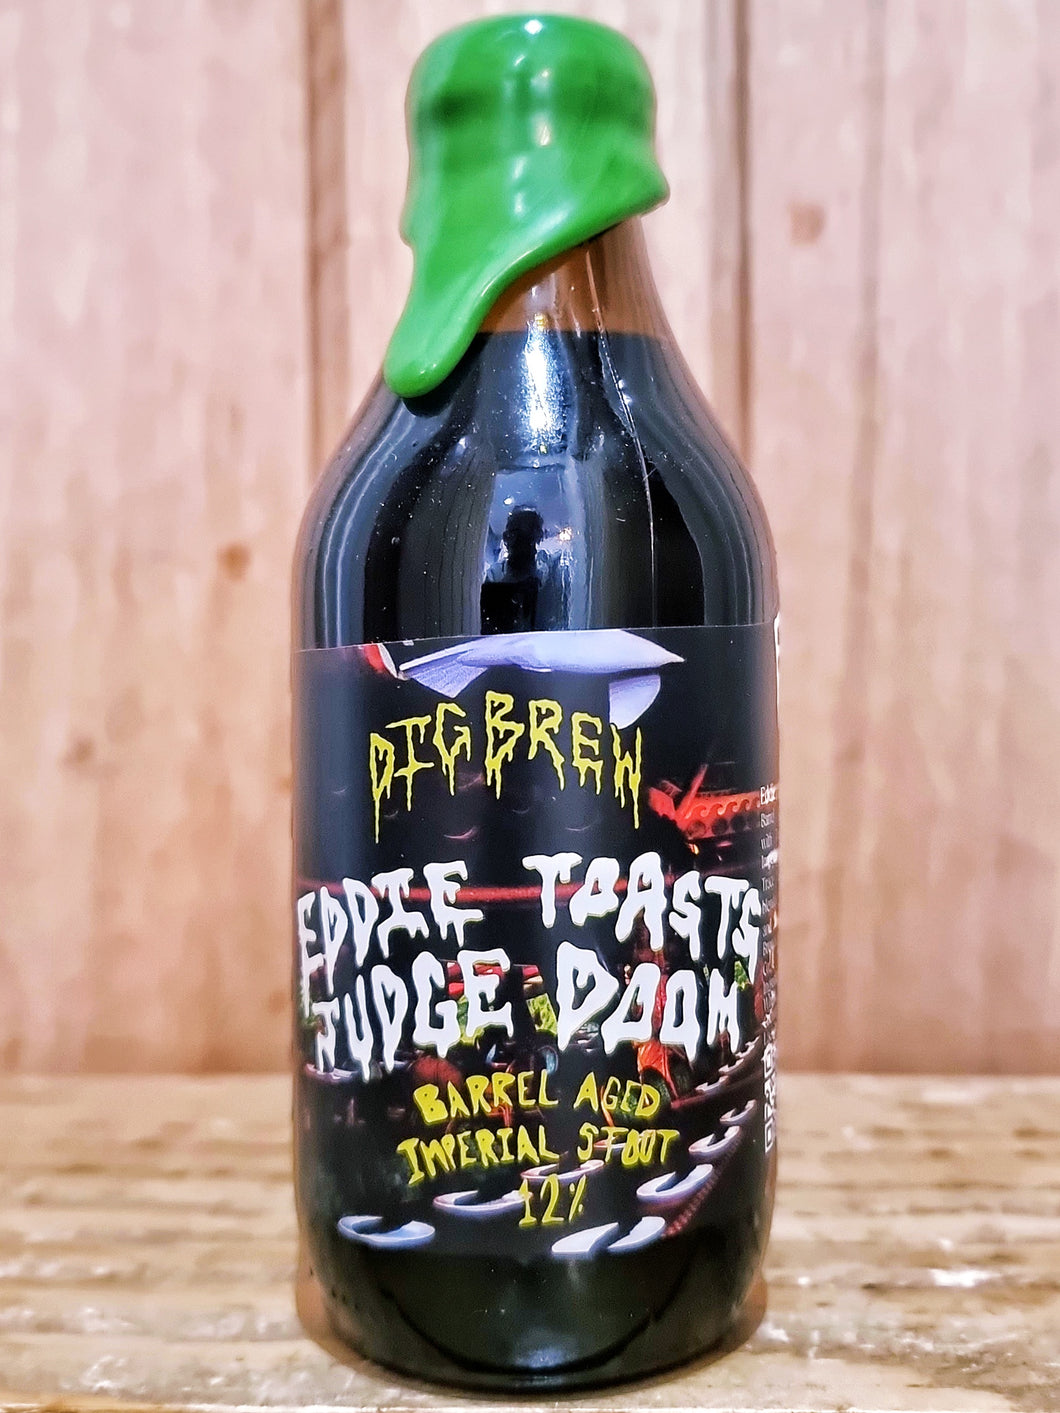 DIG BREW
EDDIE TOASTS
JUDGE DOOM
BARREL AGED
IMPERIAL STOUT
12%